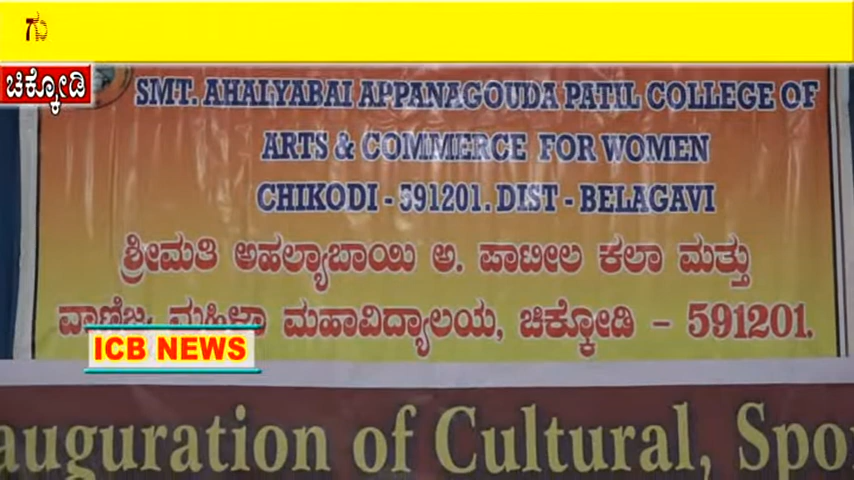 ಚಿಕ್ಕೋಡಿ
SMT. AHALYABAI APPANAGOUDA PATIL COLLEGE OF
ARTS & COMMERCE FOR WOMEN
CHIKODI - 591201. DIST - BELAGAVI
ಶ್ರೀಮತಿ ಅಹಲ್ಯಾಬಾಯಿ ಅ. ಪಾಟೀಲ ಕಲಾ ಮತ್ತು
ವಾಣಿಜ್ಯ ಮಹಿಳಾ ಮಹಾವಿದ್ಯಾಲಯ, ಚಿಕ್ಕೋಡಿ - 591201.
ICB NEWS
auguration of Cultural, Spo